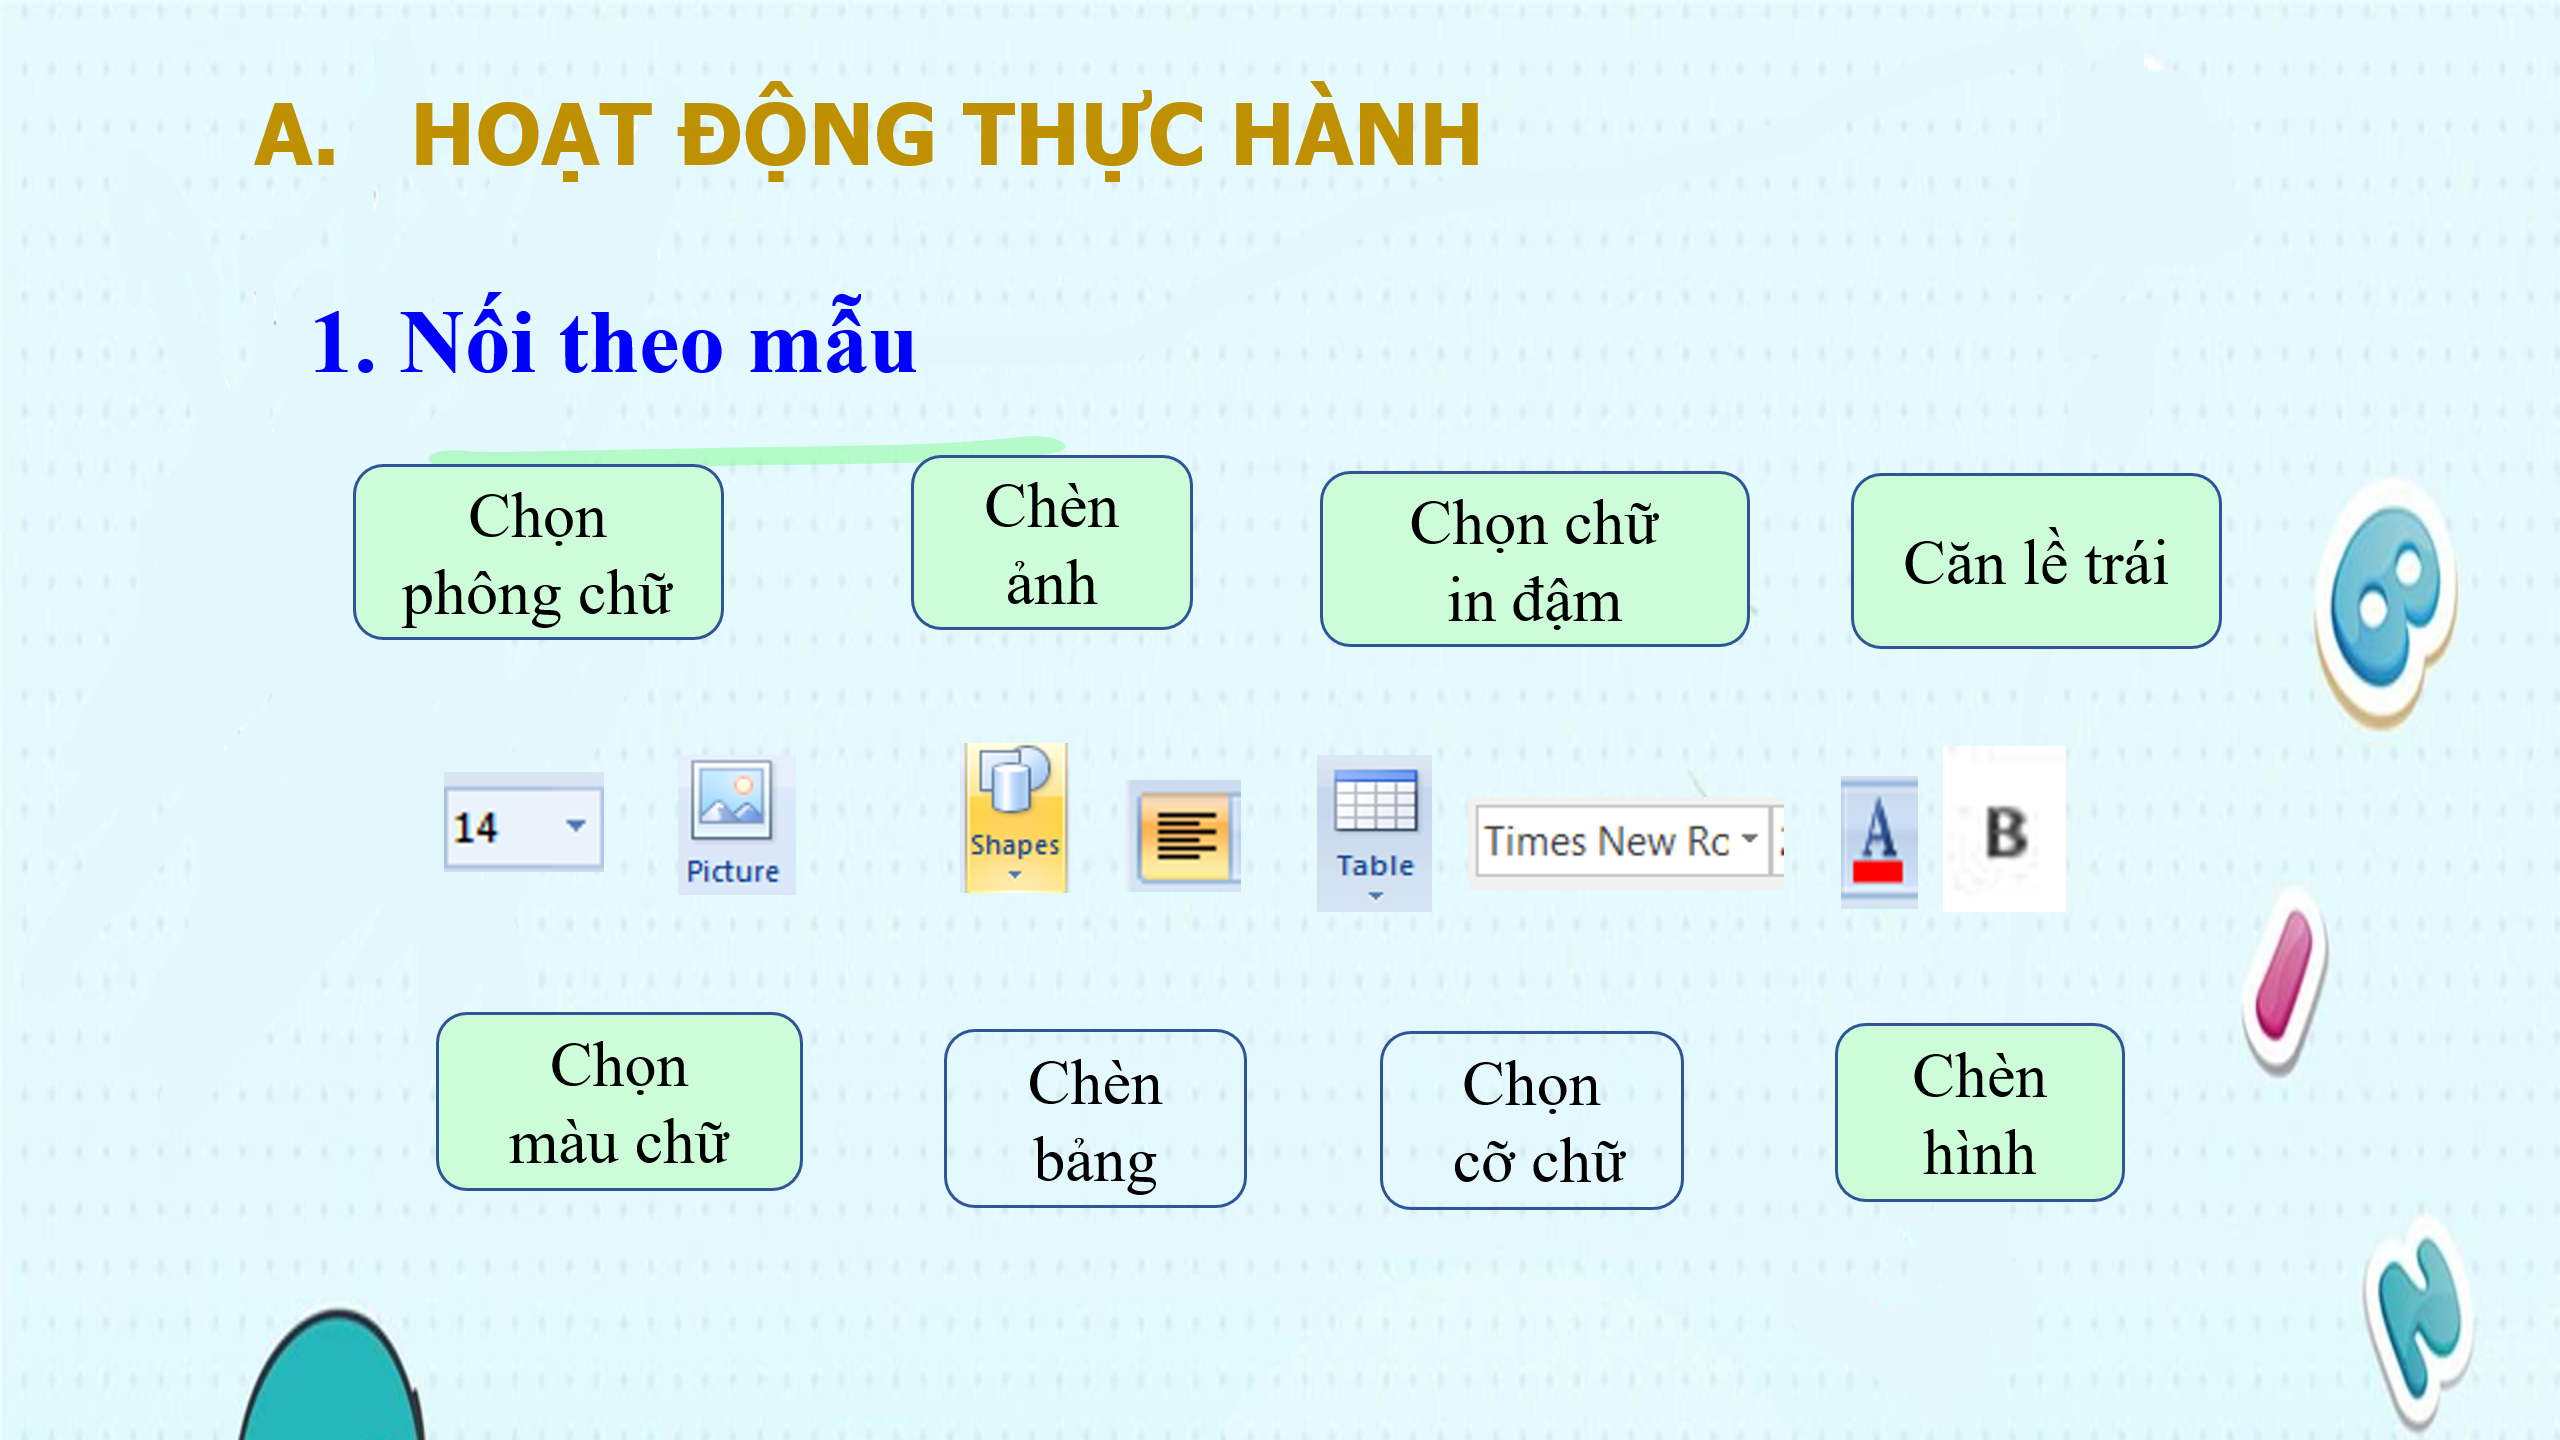 A. HOẠT ĐỘNG THỰC HÀNH
1. Nối theo mẫu
Chọn
phông chữ
Chèn
ảnh
Chọn chữ
in đậm
Căn lề trái
14
Picture
Shapes
Table
Times New Ro
A
B
Chọn
màu chữ
Chèn
bảng
Chọn
cỡ chữ
Chèn
hình